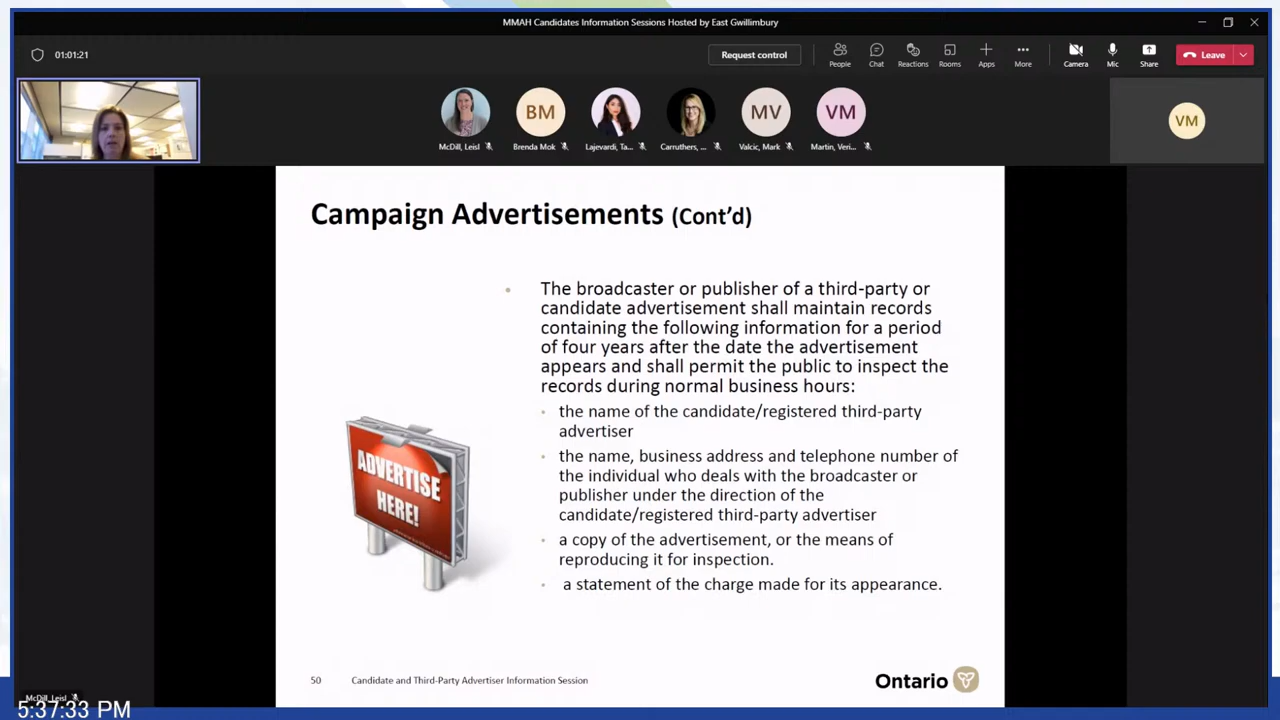 MMAH Candidates Information Sessions Hosted by East Gwillimbury
01:01:21
Request control
People
Chat
Reactions
Rooms
Apps
More
Camera
Mic
Share
Leave
BM
MV
VM
VM
McDill, Leisl
Brenda Mok
Lajevardi, Ta...
Carruthers, ...
Valcic, Mark
Martin, Veri...
Campaign Advertisements (Cont'd)
• The broadcaster or publisher of a third-party or
candidate advertisement shall maintain records
containing the following information for a period
of four years after the date the advertisement
appears and shall permit the public to inspect the
records during normal business hours:
• the name of the candidate/registered third-party
advertiser
• the name, business address and telephone number of
the individual who deals with the broadcaster or
publisher under the direction of the
candidate/registered third-party advertiser
• a copy of the advertisement, or the means of
reproducing it for inspection.
• a statement of the charge made for its appearance.
ADVERTISE
HERE!
50
Candidate and Third-Party Advertiser Information Session
Ontario
McDill, Leisl
5:37:33 PM